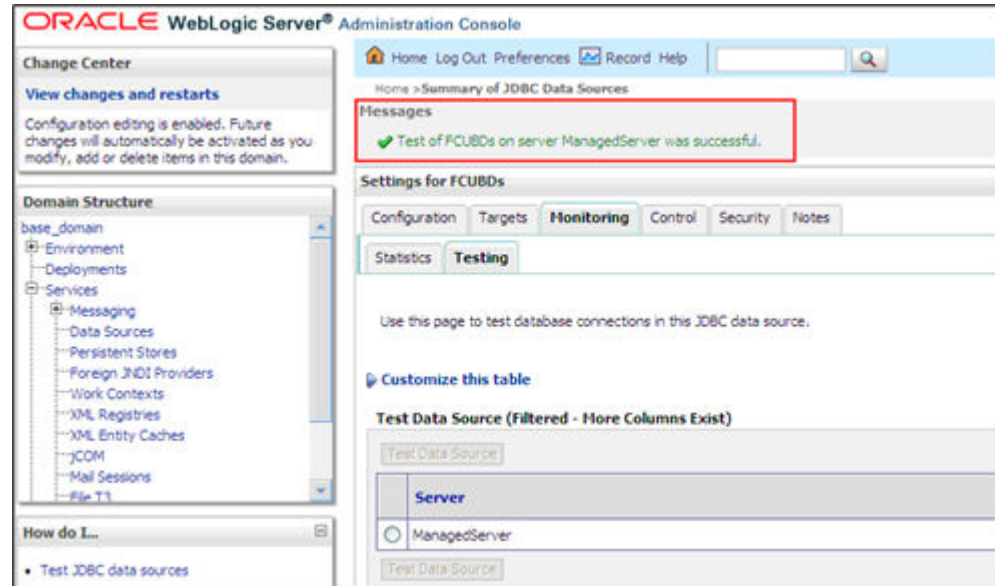 ORACLE WebLogic Server® Administration Console
Change Center
View changes and restarts
Configuration editing is enabled. Future
changes will automatically be activated as you
modify, add or delete items in this domain.
Domain Structure
base_domain
Environment
Deployments
Services
Messaging
Data Sources
Persistent Stores
Foreign JNDI Providers
Work Contexts
XML Registries
XML Entity Caches
jCOM
Mail Sessions
File T3
How do I...
Test JDBC data sources
Home Log Out Preferences Record Help
Home >Summary of JDBC Data Sources
Messages
Test of FCUBDs on server ManagedServer was successful.
Settings for FCUBDs
Configuration Targets Monitoring Control Security Notes
Statistics Testing
Use this page to test database connections in this JDBC data source.
Customize this table
Test Data Source (Filtered - More Columns Exist)
Test Data Source
Server
ManagedServer
Test Data Source